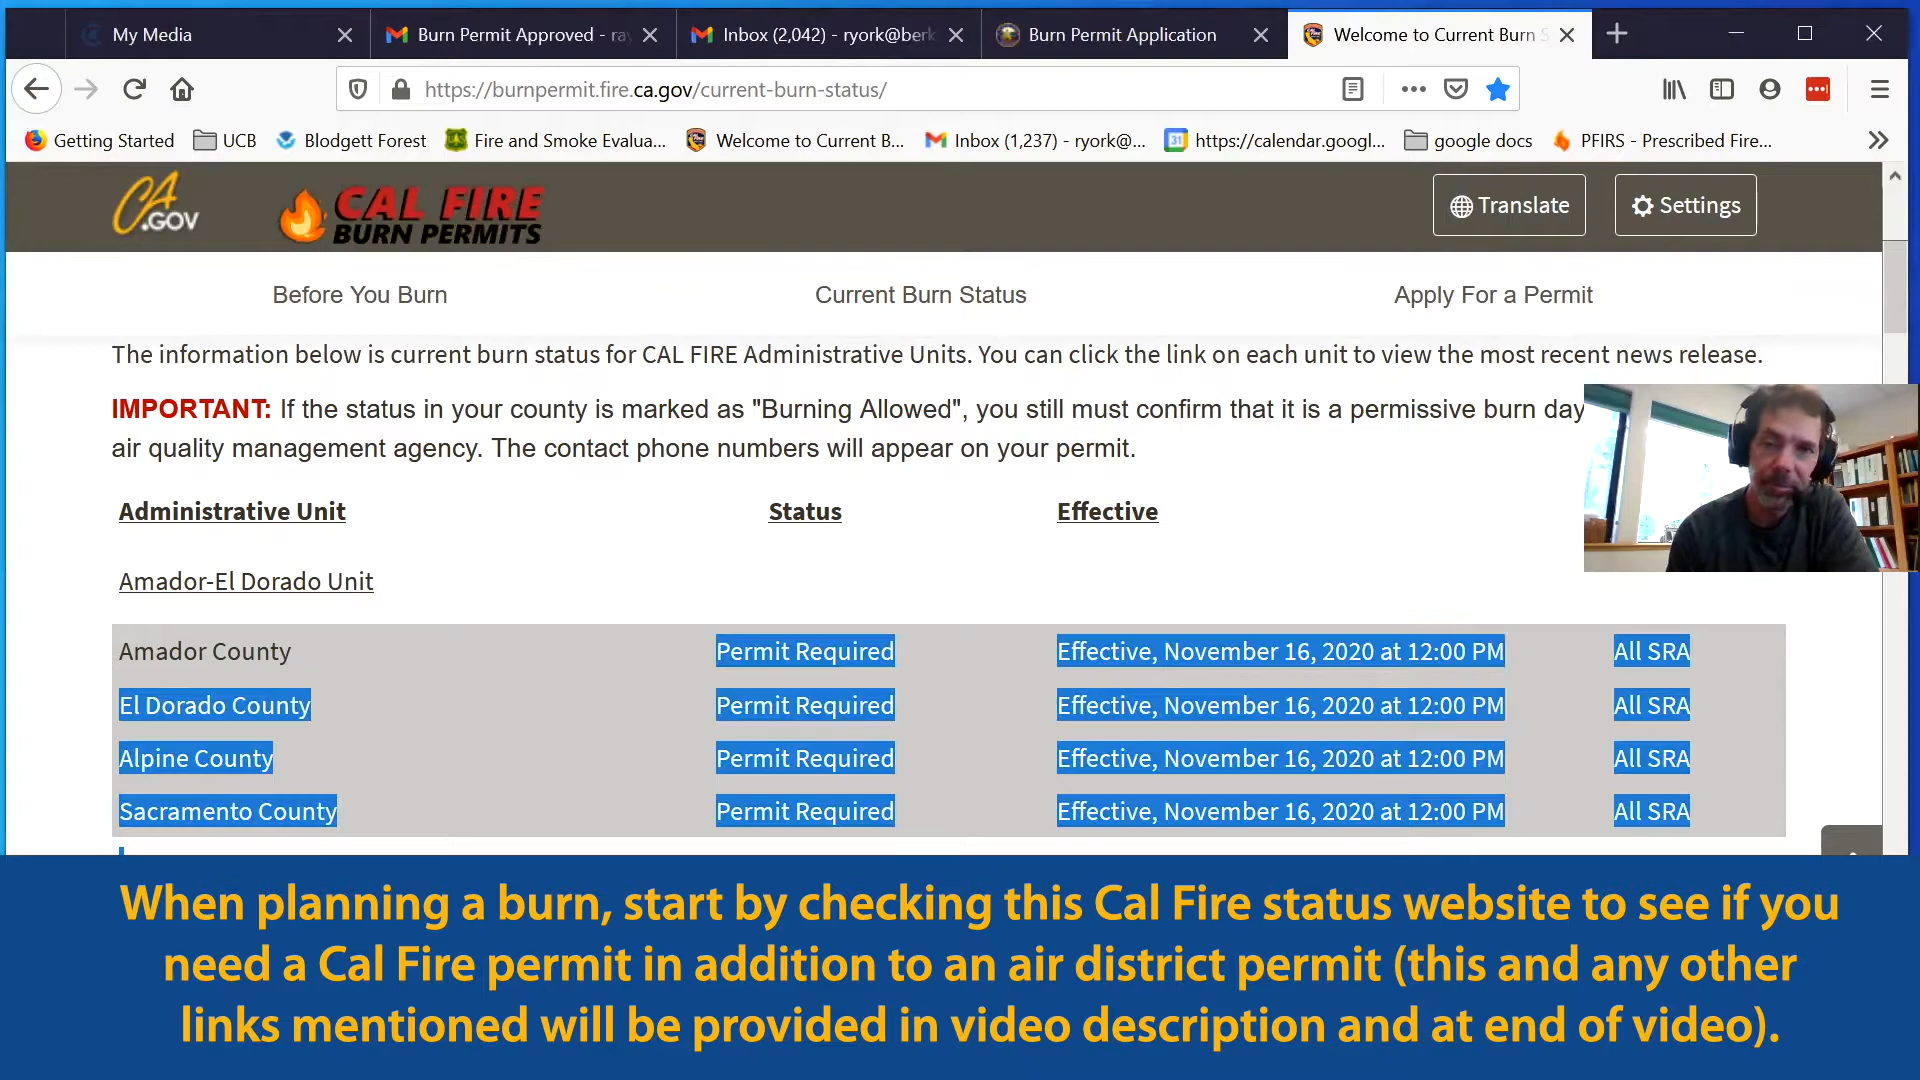 My Media
Burn Permit Approved - ray
Inbox (2,042) - ryork@berk
Burn Permit Application
Welcome to Current Burn S
https://burnpermit.fire.ca.gov/current-burn-status/
Getting Started
UCB
Blodgett Forest
Fire and Smoke Evalua...
Welcome to Current B...
Inbox (1,237) - ryork@...
31
https://calendar.googl...
google docs
PFIRS - Prescribed Fire...
CA.GOV
CAL FIRE
BURN PERMITS
Translate
Settings
Before You Burn
Current Burn Status
Apply For a Permit
The information below is current burn status for CAL FIRE Administrative Units. You can click the link on each unit to view the most recent news release.
IMPORTANT: If the status in your county is marked as "Burning Allowed", you still must confirm that it is a permissive burn day
air quality management agency. The contact phone numbers will appear on your permit.
Administrative Unit Status Effective
Amador-El Dorado Unit
Amador County Permit Required Effective, November 16, 2020 at 12:00 PM All SRA
El Dorado County Permit Required Effective, November 16, 2020 at 12:00 PM All SRA
Alpine County Permit Required Effective, November 16, 2020 at 12:00 PM All SRA
Sacramento County Permit Required Effective, November 16, 2020 at 12:00 PM All SRA
When planning a burn, start by checking this Cal Fire status website to see if you
need a Cal Fire permit in addition to an air district permit (this and any other
links mentioned will be provided in video description and at end of video).